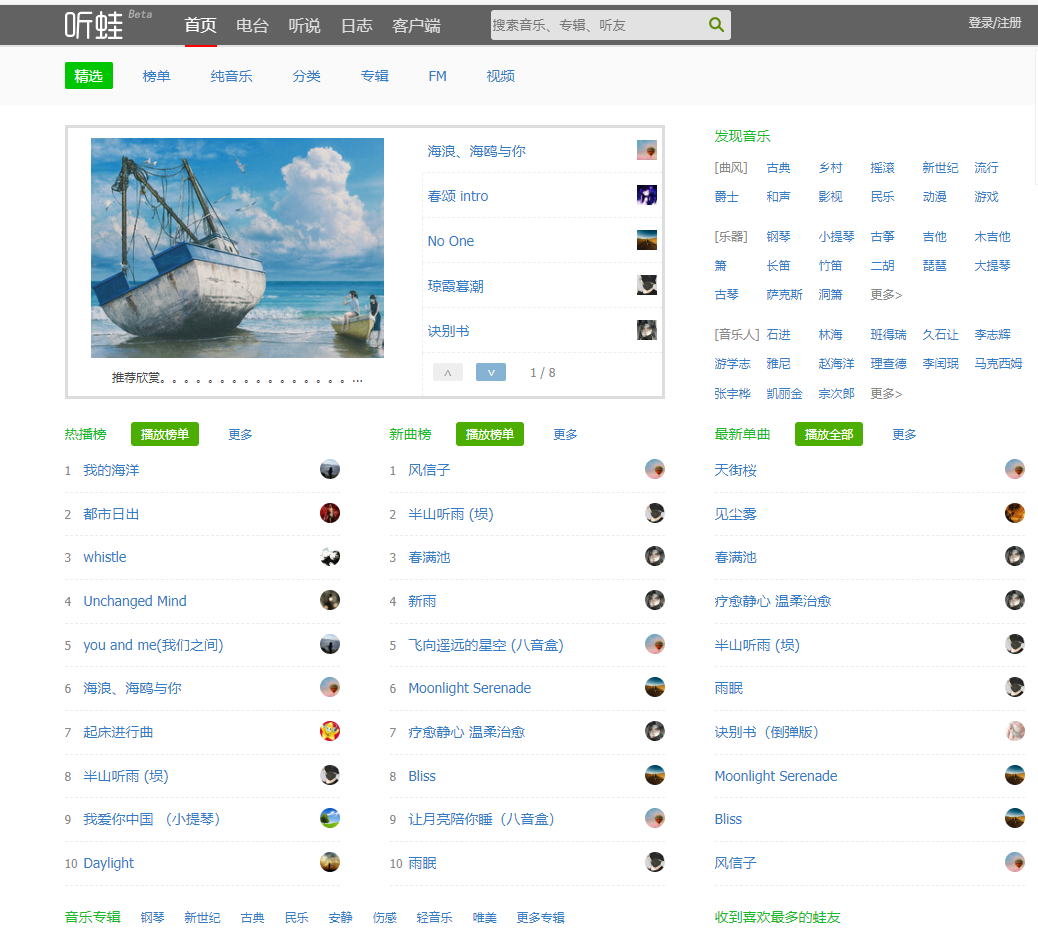 听蛙 Beta 首页 电台 听说 日志 客户端 搜索音乐、专辑、听友 登录/注册
精选 榜单 纯音乐 分类 专辑 FM 视频
海浪、海鸥与你
春颂 intro
No One
琼霞暮潮
诀别书
推荐欣赏。。。。。。。。。。。。。。。。。...
1 / 8
发现音乐
[曲风] 古典 乡村 摇滚 新世纪 流行
爵士 和声 影视 民乐 动漫 游戏
[乐器] 钢琴 小提琴 古筝 吉他 木吉他
箫 长笛 竹笛 二胡 琵琶 大提琴
古琴 萨克斯 洞箫 更多>
[音乐人] 石进 林海 班得瑞 久石让 李志辉
游学志 雅尼 赵海洋 理查德 李闰珉 马克西姆
张宇桦 凯丽金 宗次郎 更多>
热播榜 播放榜单 更多
1 我的海洋
2 都市日出
3 whistle
4 Unchanged Mind
5 you and me(我们之间)
6 海浪、海鸥与你
7 起床进行曲
8 半山听雨 (埙)
9 我爱你中国 （小提琴）
10 Daylight
新曲榜 播放榜单 更多
1 风信子
2 半山听雨 (埙)
3 春满池
4 新雨
5 飞向遥远的星空 (八音盒)
6 Moonlight Serenade
7 疗愈静心 温柔治愈
8 Bliss
9 让月亮陪你睡（八音盒）
10 雨眠
最新单曲 播放全部 更多
天街桜
见尘雾
春满池
疗愈静心 温柔治愈
半山听雨 (埙)
雨眠
诀别书（倒弹版）
Moonlight Serenade
Bliss
风信子
音乐专辑 钢琴 新世纪 古典 民乐 安静 伤感 轻音乐 唯美 更多专辑
收到喜欢最多的蛙友